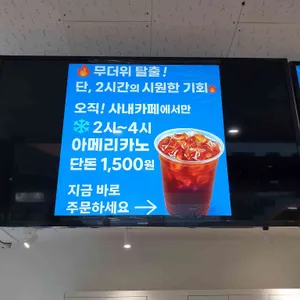 🔥 무더위 탈출!
단, 2시간의 시원한 기회🔥
오직! 사내카페에서만
❄️ 2시~4시
아메리카노
단돈 1,500원
지금 바로
주문하세요 →